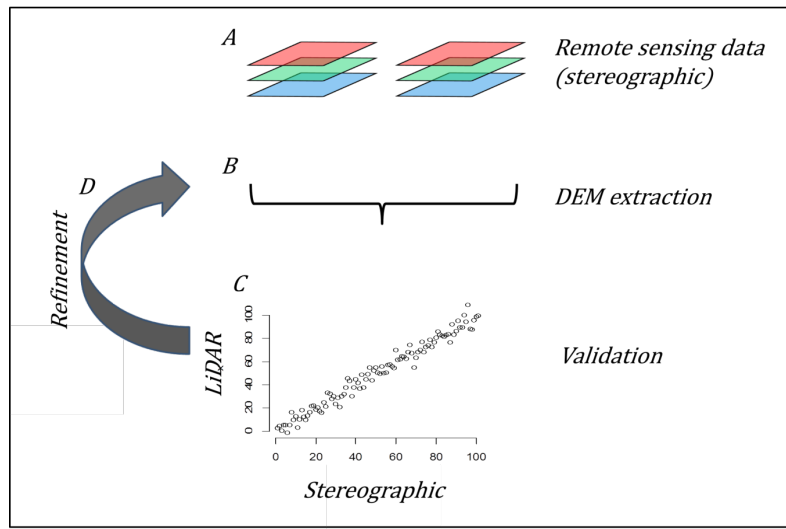 A
Remote sensing data
(stereographic)
B
DEM extraction
D
Refinement
C
LiDAR
100
80
60
40
20
0
0 20 40 60 80 100
Stereographic
Validation